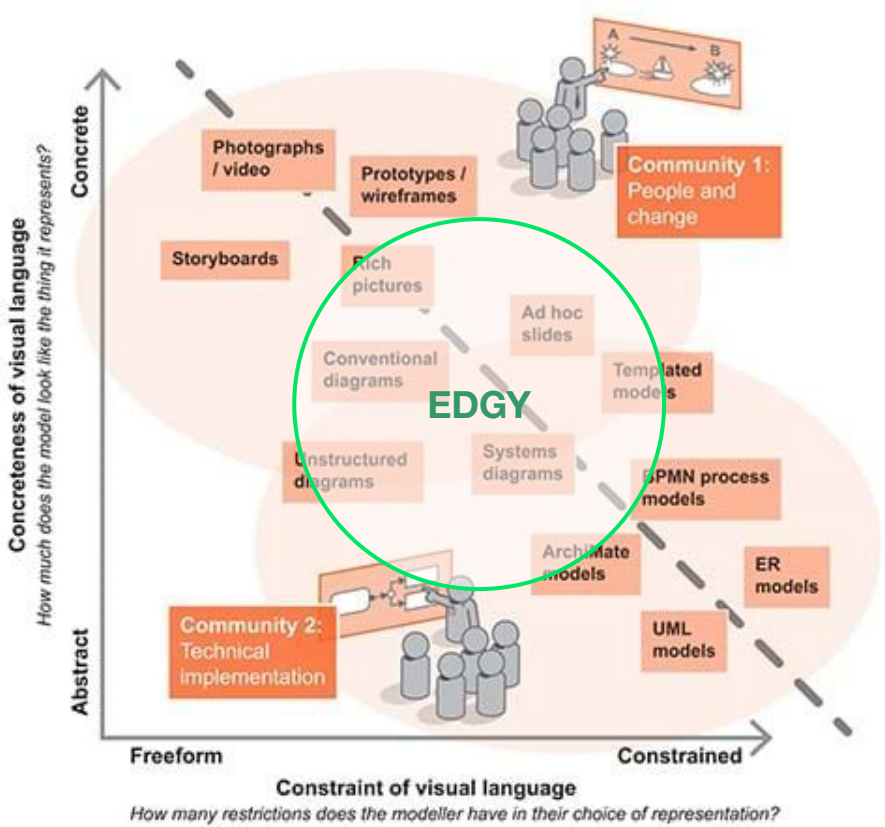 A
B
Concrete
Concreteness of visual language
How much does the model look like the thing it represents?
Abstract
Photographs
/ video
Prototypes /
wireframes
Community 1:
People and
change
Storyboards
Rich
pictures
Ad hoc
slides
Conventional
diagrams
Templated
models
EDGY
Unstructured
diagrams
Systems
diagrams
BPMN process
models
ArchiMate
models
ER
models
Community 2:
Technical
implementation
UML
models
Freeform
Constrained
Constraint of visual language
How many restrictions does the modeller have in their choice of representation?